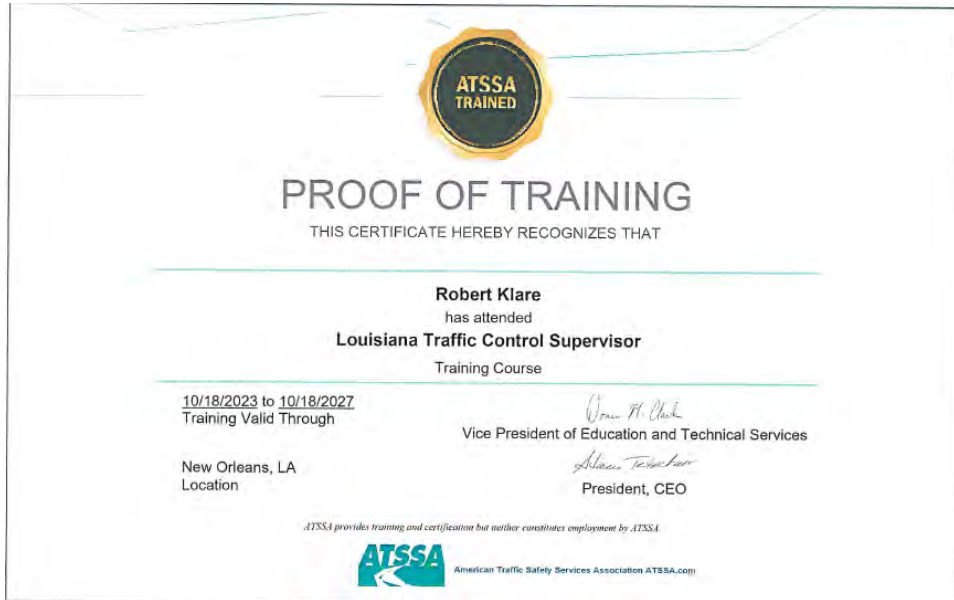 ATSSA
TRAINED
PROOF OF TRAINING
THIS CERTIFICATE HEREBY RECOGNIZES THAT
Robert Klare
has attended
Louisiana Traffic Control Supervisor
Training Course
10/18/2023 to 10/18/2027
Training Valid Through
Donna M. Clark
Vice President of Education and Technical Services
New Orleans, LA
Location
President, CEO
ATSSA provides training and certification but neither constitutes employment by ATSSA.
ATSSA
American Traffic Safety Services Association ATSSA.com